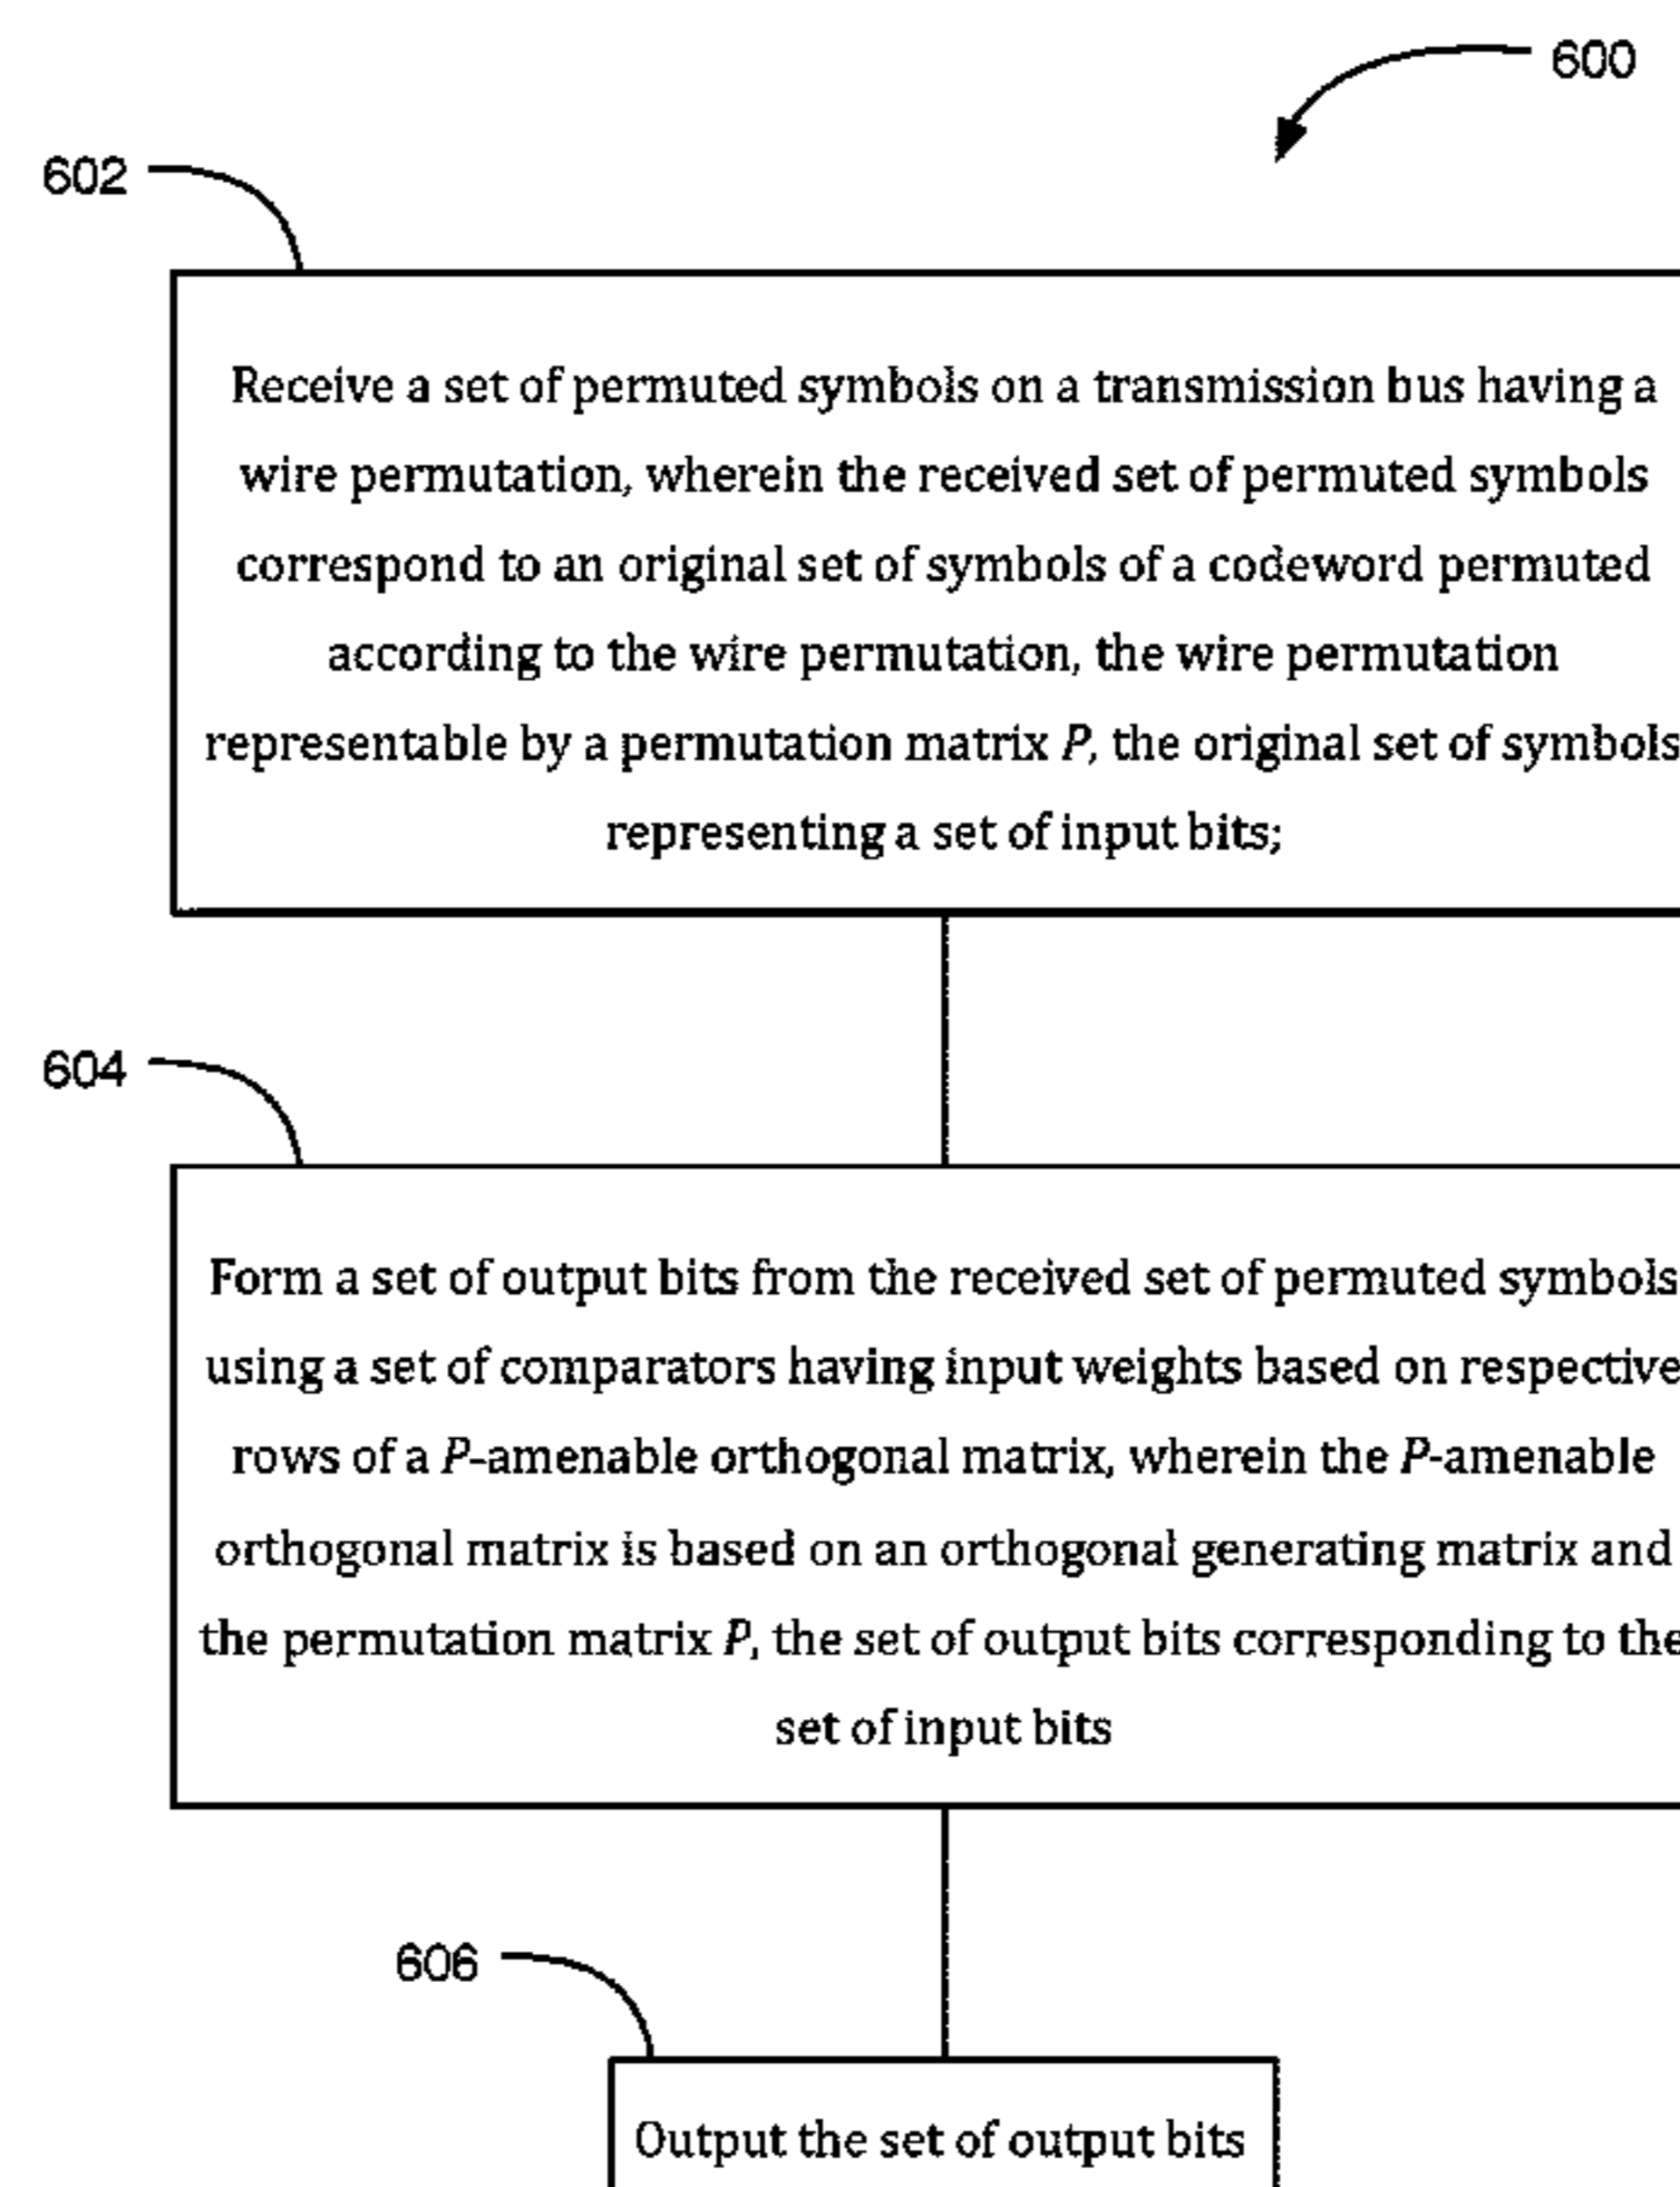 600
602
Receive a set of permuted symbols on a transmission bus having a
wire permutation, wherein the received set of permuted symbols
correspond to an original set of symbols of a codeword permuted
according to the wire permutation, the wire permutation
representable by a permutation matrix P, the original set of symbols
representing a set of input bits;
604
Form a set of output bits from the received set of permuted symbols
using a set of comparators having input weights based on respective
rows of a P-amenable orthogonal matrix, wherein the P-amenable
orthogonal matrix is based on an orthogonal generating matrix and
the permutation matrix P, the set of output bits corresponding to the
set of input bits
606
Output the set of output bits